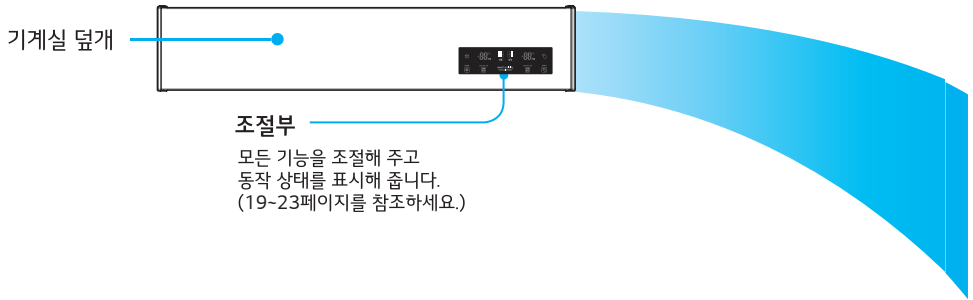 기계실 덮개
조절부
모든 기능을 조절해 주고
동작 상태를 표시해 줍니다.
(19~23페이지를 참조하세요.)